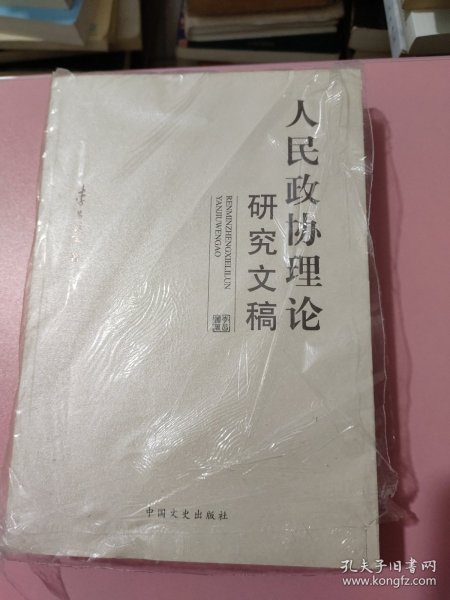 人民政协理论
研究文稿
RENMINZHENGXIELILUN
YANJIUWENGAO
中国文史出版社
孔夫子旧书网
www.kongfz.com